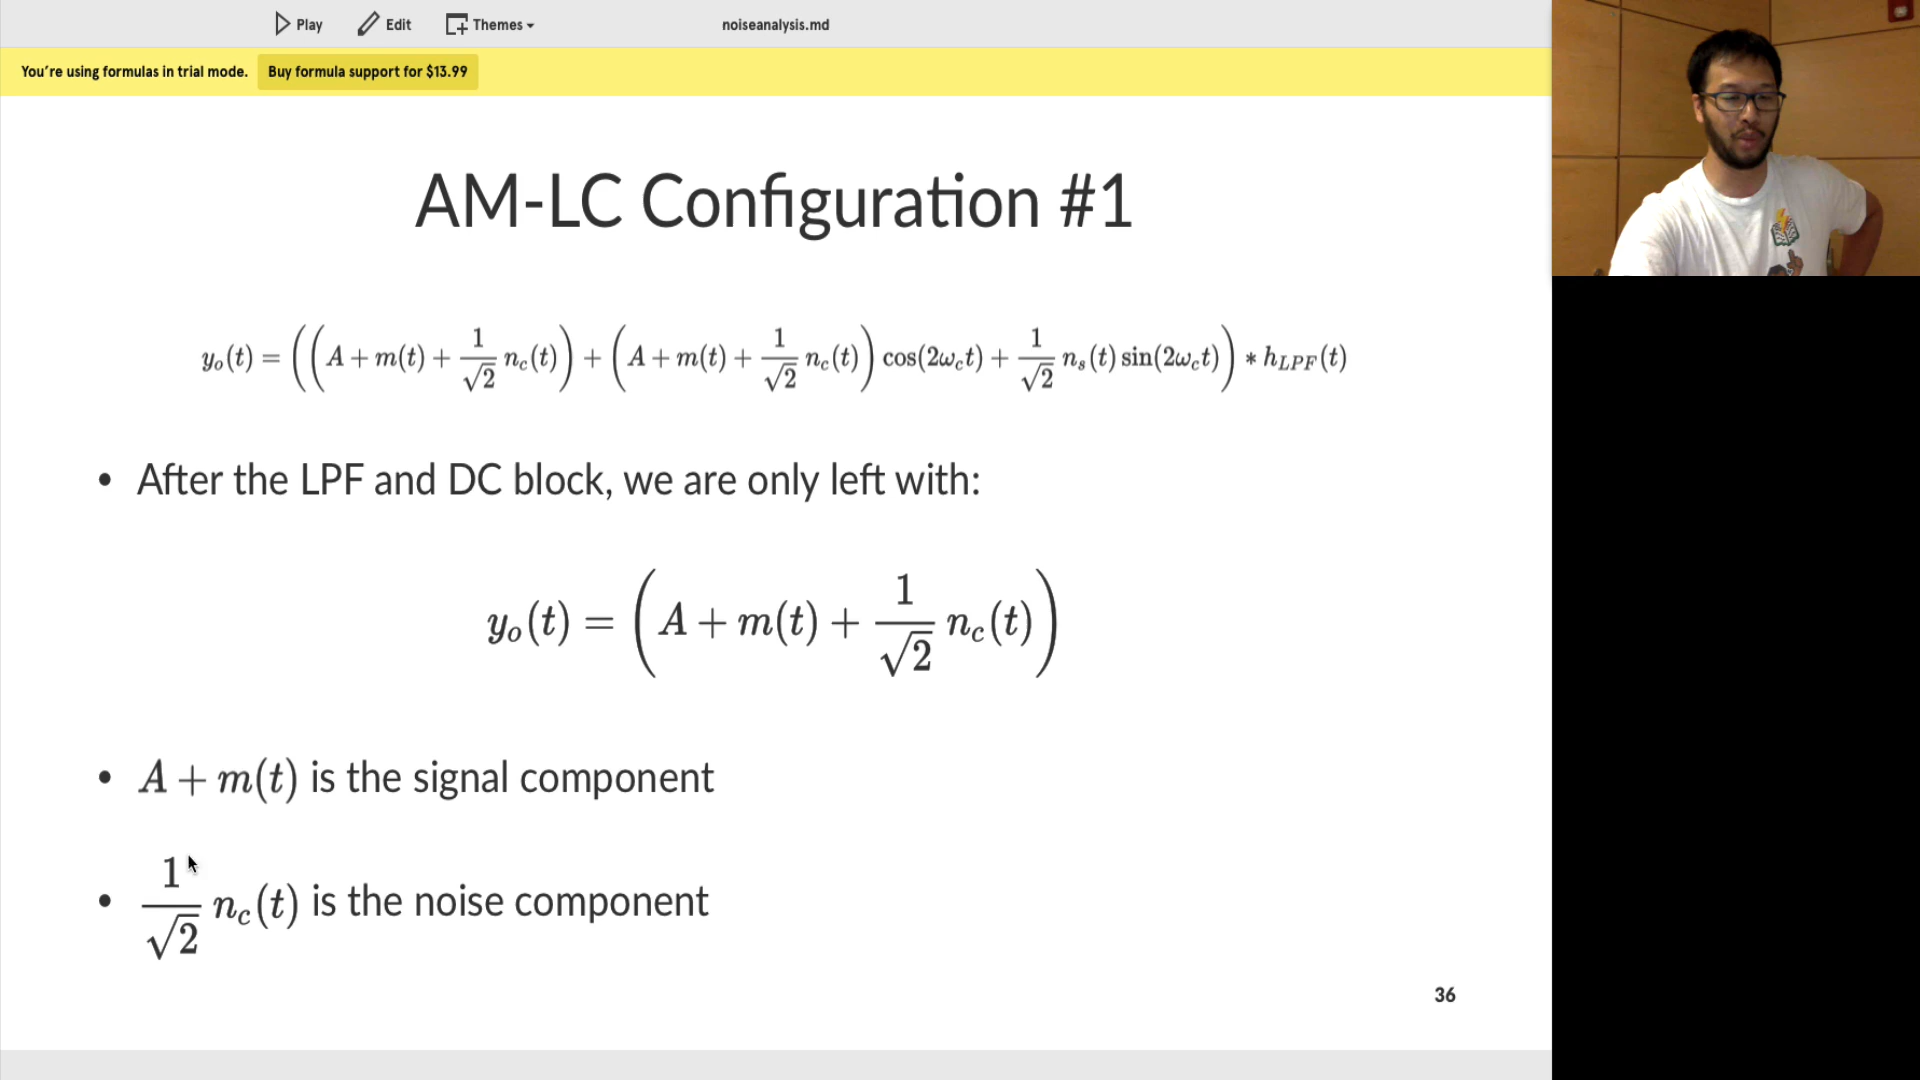 Play Edit Themes noiseanalysis.md
You're using formulas in trial mode. Buy formula support for $13.99
AM-LC Configuration #1
y_o(t) = ((A + m(t) + 1/√2 n_c(t)) + (A + m(t) + 1/√2 n_c(t)) cos(2ω_c t) + 1/√2 n_s(t) sin(2ω_c t)) * h_{LPF}(t)
• After the LPF and DC block, we are only left with:
y_o(t) = (A + m(t) + 1/√2 n_c(t))
• A + m(t) is the signal component
• 1/√2 n_c(t) is the noise component
36